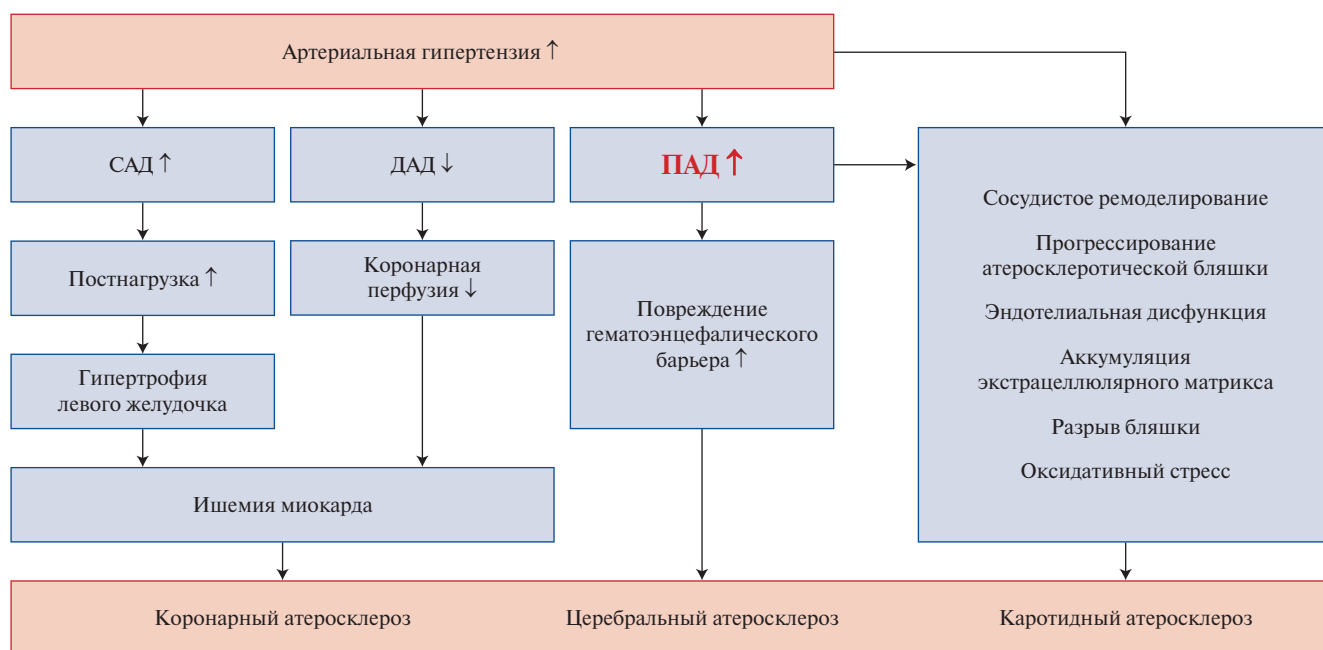 Артериальная гипертензия ↑
САД ↑
ДАД ↓
ПАД ↑
Постнагрузка ↑
Коронарная
перфузия ↓
Повреждение
гематоэнцефалического
барьера ↑
Гипертрофия
левого желудочка
Ишемия миокарда
Сосудистое ремоделирование
Прогрессирование
атеросклеротической бляшки
Эндотелиальная дисфункция
Аккумуляция
экстрацеллюлярного матрикса
Разрыв бляшки
Оксидативный стресс
Коронарный атеросклероз
Церебральный атеросклероз
Каротидный атеросклероз